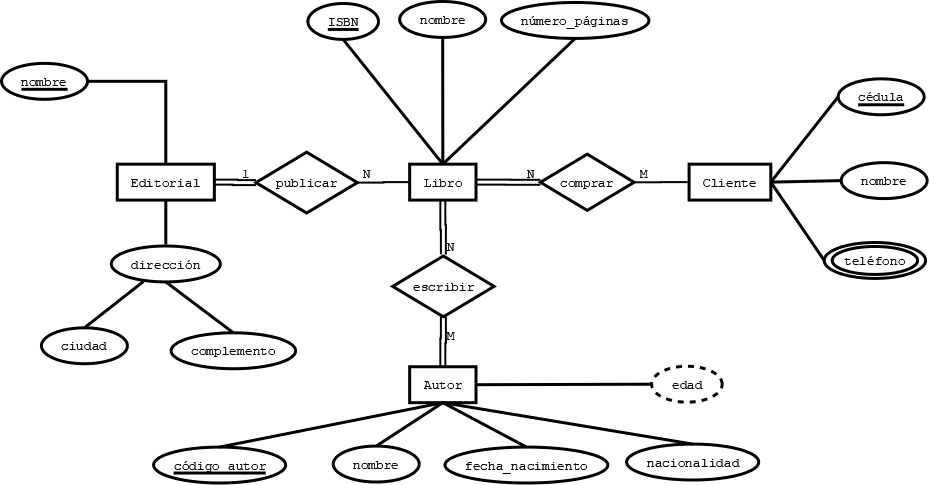 ISBN
nombre
número_páginas
nombre
cédula
Editorial
1
publicar
N
Libro
N
comprar
M
Cliente
nombre
dirección
N
teléfono
escribir
ciudad
complemento
M
Autor
edad
código_autor
nombre
fecha_nacimiento
nacionalidad